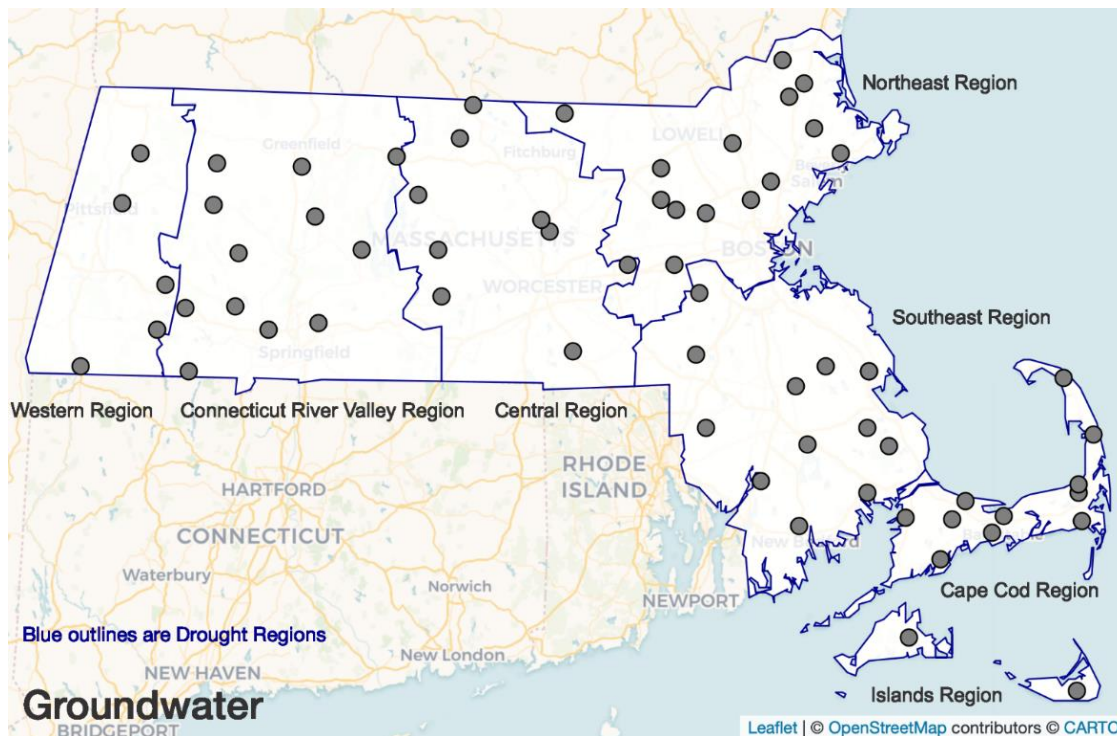 Northeast Region
LOWELL
Greenfield
Fitchburg
Salem
Pittsfield
MASSACHUSETTS
BOSTON
WORCESTER
Southeast Region
Springfield
Western Region
Connecticut River Valley Region
Central Region
RHODE
ISLAND
HARTFORD
CONNECTICUT
New Bedford
Waterbury
Norwich
NEWPORT
Cape Cod Region
Blue outlines are Drought Regions
New London
NEW HAVEN
Islands Region
Groundwater
BRIDGEPORT
Leaflet | © OpenStreetMap contributors © CARTO